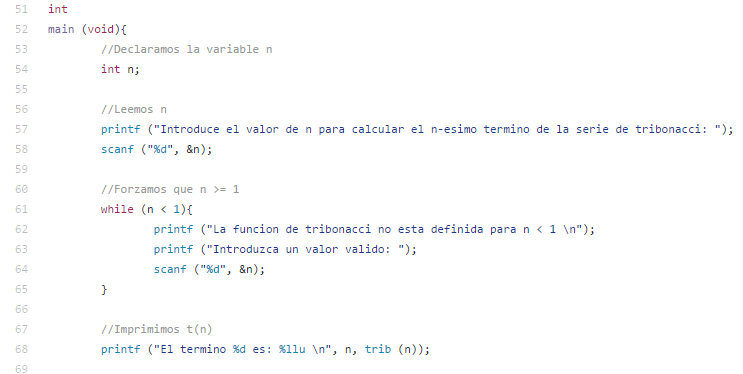 51 int
52 main (void){
53 //Declaramos la variable n
54 int n;
55
56 //Leemos n
57 printf ("Introduce el valor de n para calcular el n-esimo termino de la serie de tribonacci: ");
58 scanf ("%d", &n);
59
60 //Forzamos que n >= 1
61 while (n < 1){
62 printf ("La funcion de tribonacci no esta definida para n < 1 \n");
63 printf ("Introduzca un valor valido: ");
64 scanf ("%d", &n);
65 }
66
67 //Imprimimos t(n)
68 printf ("El termino %d es: %llu \n", n, trib (n));
69